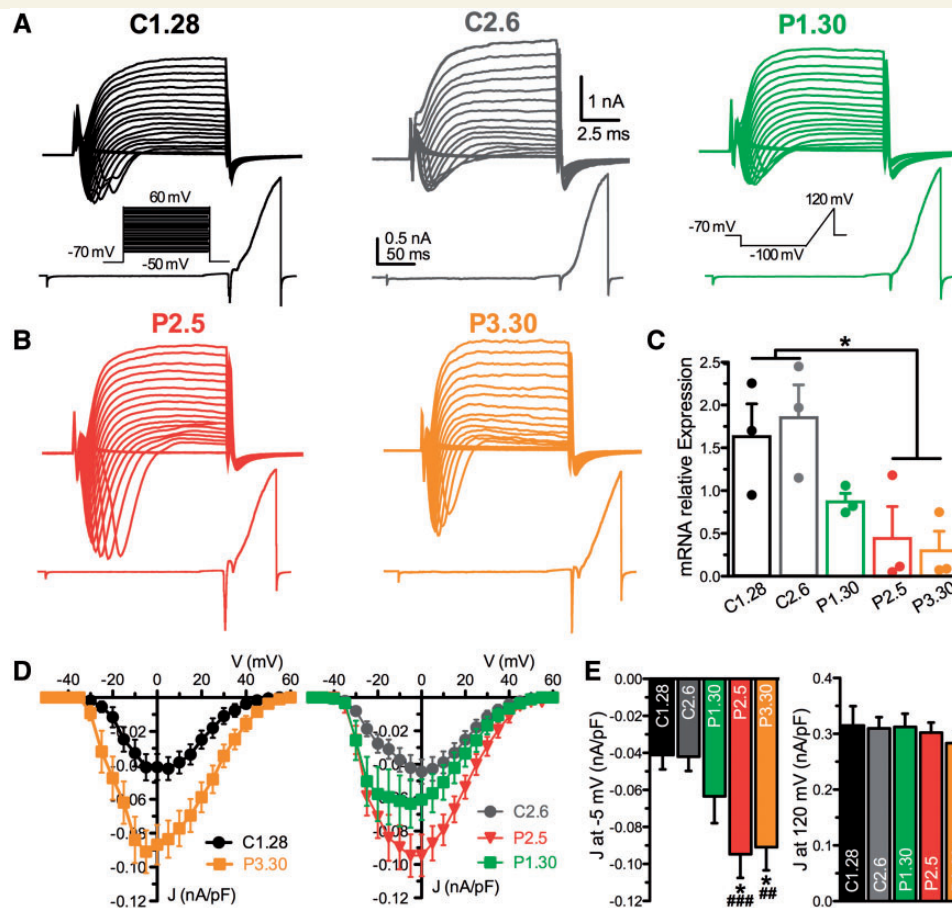 A
C1.28
C2.6
P1.30
1 nA
2.5 ms
60 mV
-70 mV
-50 mV
0.5 nA
50 ms
120 mV
-70 mV
-100 mV
B
P2.5
P3.30
C
*
mRNA relative Expression
2.5
2.0
1.5
1.0
0.5
0.0
C1.28
C2.6
P1.30
P2.5
P3.30
D
V (mV)
-40 -20 0 20 40 60
-0.02
-0.04
-0.06
-0.08
-0.10
-0.12
C1.28
P3.30
J (nA/pF)
V (mV)
-40 -20 0 20 40 60
-0.02
-0.10
-0.12
C2.6
P2.5
P1.30
J (nA/pF)
E
J at -5 mV (nA/pF)
0.00
-0.02
-0.04
-0.06
-0.08
-0.10
-0.12
C1.28
C2.6
P1.30
P2.5
P3.30
* *
### ##
J at 120 mV (nA/pF)
0.4
0.3
0.2
0.1
0.0
C1.28
C2.6
P1.30
P2.5